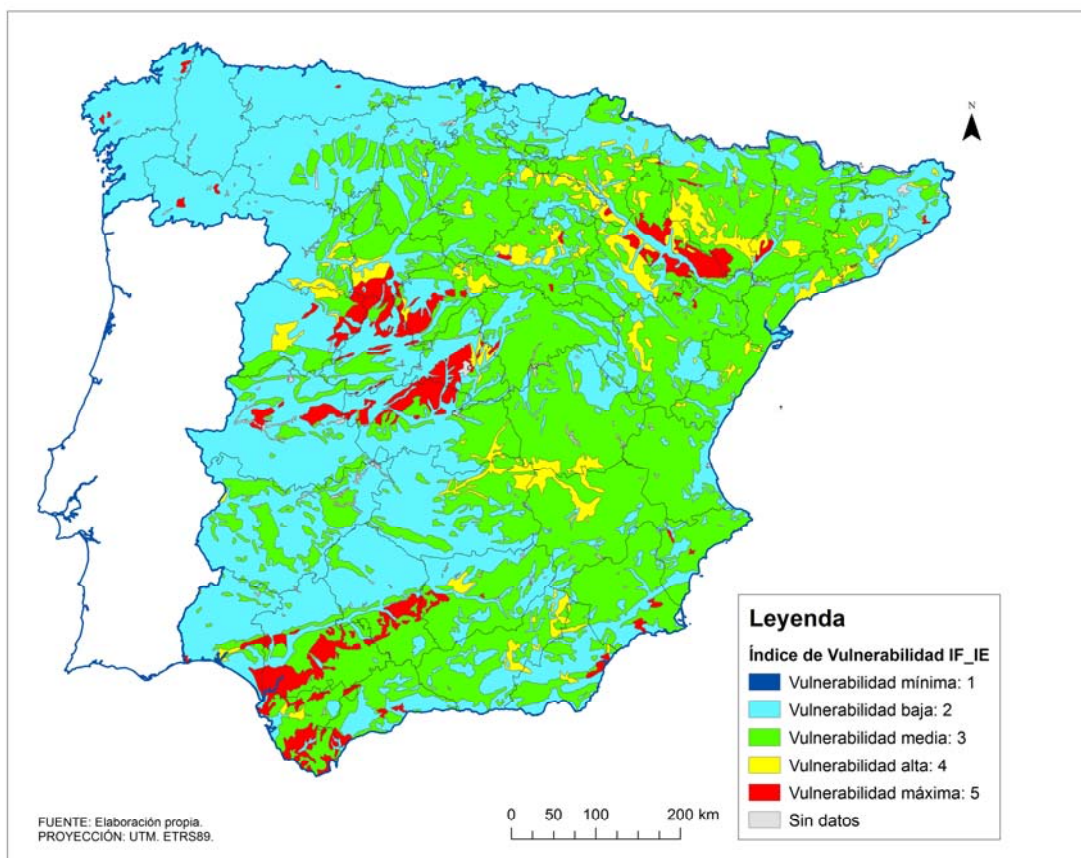 N
Leyenda
Índice de Vulnerabilidad IF_IE
Vulnerabilidad mínima: 1
Vulnerabilidad baja: 2
Vulnerabilidad media: 3
Vulnerabilidad alta: 4
Vulnerabilidad máxima: 5
Sin datos
0 50 100 200 km
FUENTE: Elaboración propia.
PROYECCIÓN: UTM. ETRS89.